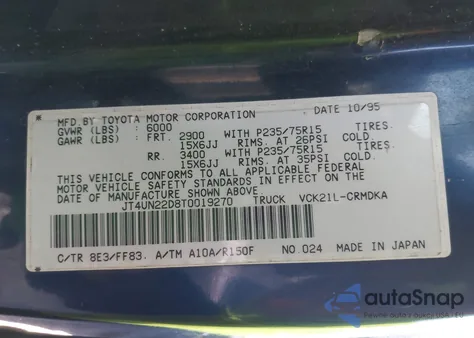 MFD.BY TOYOTA MOTOR CORPORATION DATE 10/95
GVWR (LBS): 6000
GAWR (LBS): FRT. 2900 WITH P235/75R15 TIRES.
15X6JJ RIMS. AT 26PSI COLD.
RR. 3400 WITH P235/75R15 TIRES.
15X6JJ RIMS. AT 35PSI COLD.
THIS VEHICLE CONFORMS TO ALL APPLICABLE FEDERAL
MOTOR VEHICLE SAFETY STANDARDS IN EFFECT ON THE
DATE OF MANUFACTURE SHOWN ABOVE.
JT4UN22D8T0019270 TRUCK VCK21L-CRMDKA
C/TR 8E3/FF83, A/TM A10A/R150F NO 024 MADE IN JAPAN
autoSnap